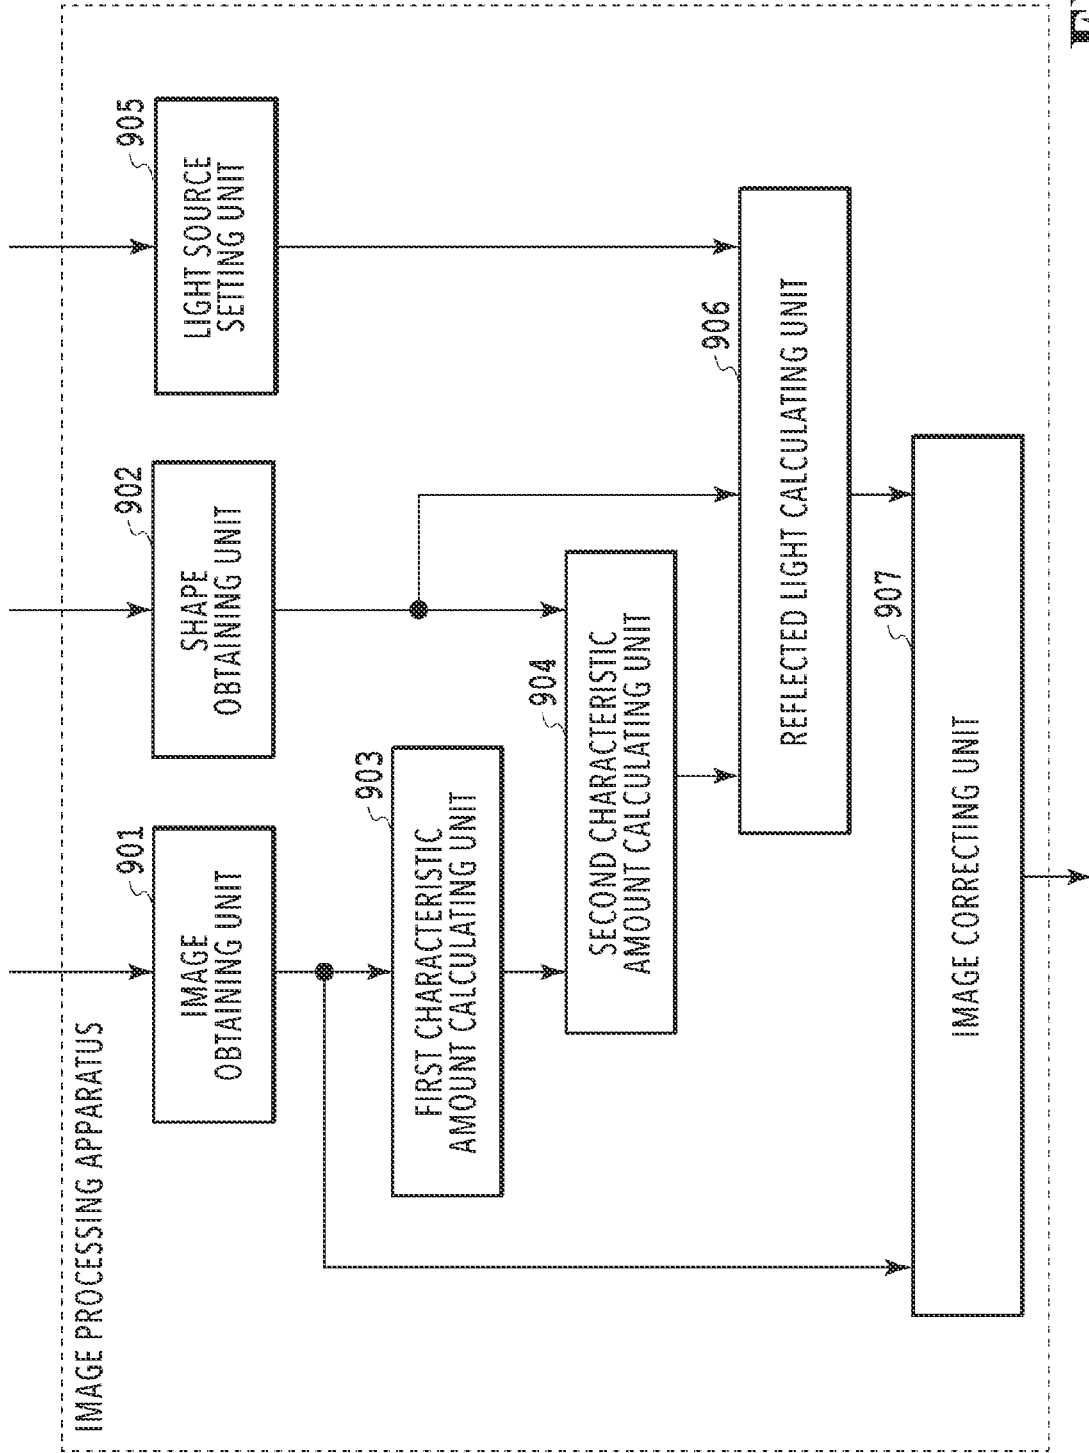 IMAGE PROCESSING APPARATUS
901
IMAGE
OBTAINING UNIT
902
SHAPE
OBTAINING UNIT
905
LIGHT SOURCE
SETTING UNIT
903
FIRST CHARACTERISTIC
AMOUNT CALCULATING UNIT
904
SECOND CHARACTERISTIC
AMOUNT CALCULATING UNIT
906
REFLECTED LIGHT CALCULATING UNIT
907
IMAGE CORRECTING UNIT